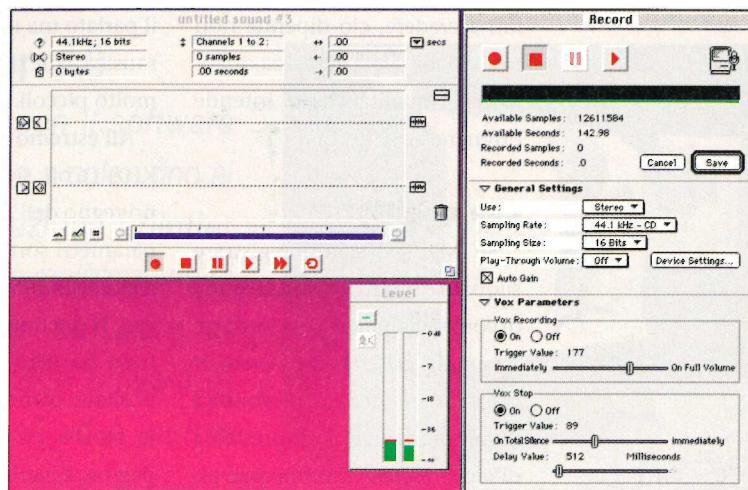 untitled sound #3
44.1kHz; 16 bits
Channels 1 to 2;
.00
secs
Stereo
0 samples
.00
0 bytes
.00 seconds
.00
Level
-0 dB
-7
-18
-36
Record
Available Samples: 12611584
Available Seconds: 142.98
Recorded Samples: 0
Recorded Seconds: .0
Cancel
Save
General Settings
Use: Stereo
Sampling Rate: 44.1 kHz - CD
Sampling Size: 16 Bits
Play-Through Volume: Off
Device Settings...
Auto Gain
Vox Parameters
Vox Recording
On Off
Trigger Value: 177
Immediately On Full Volume
Vox Stop
On Off
Trigger Value: 89
On Total Silence Immediately
Delay Value: 512 Milliseconds